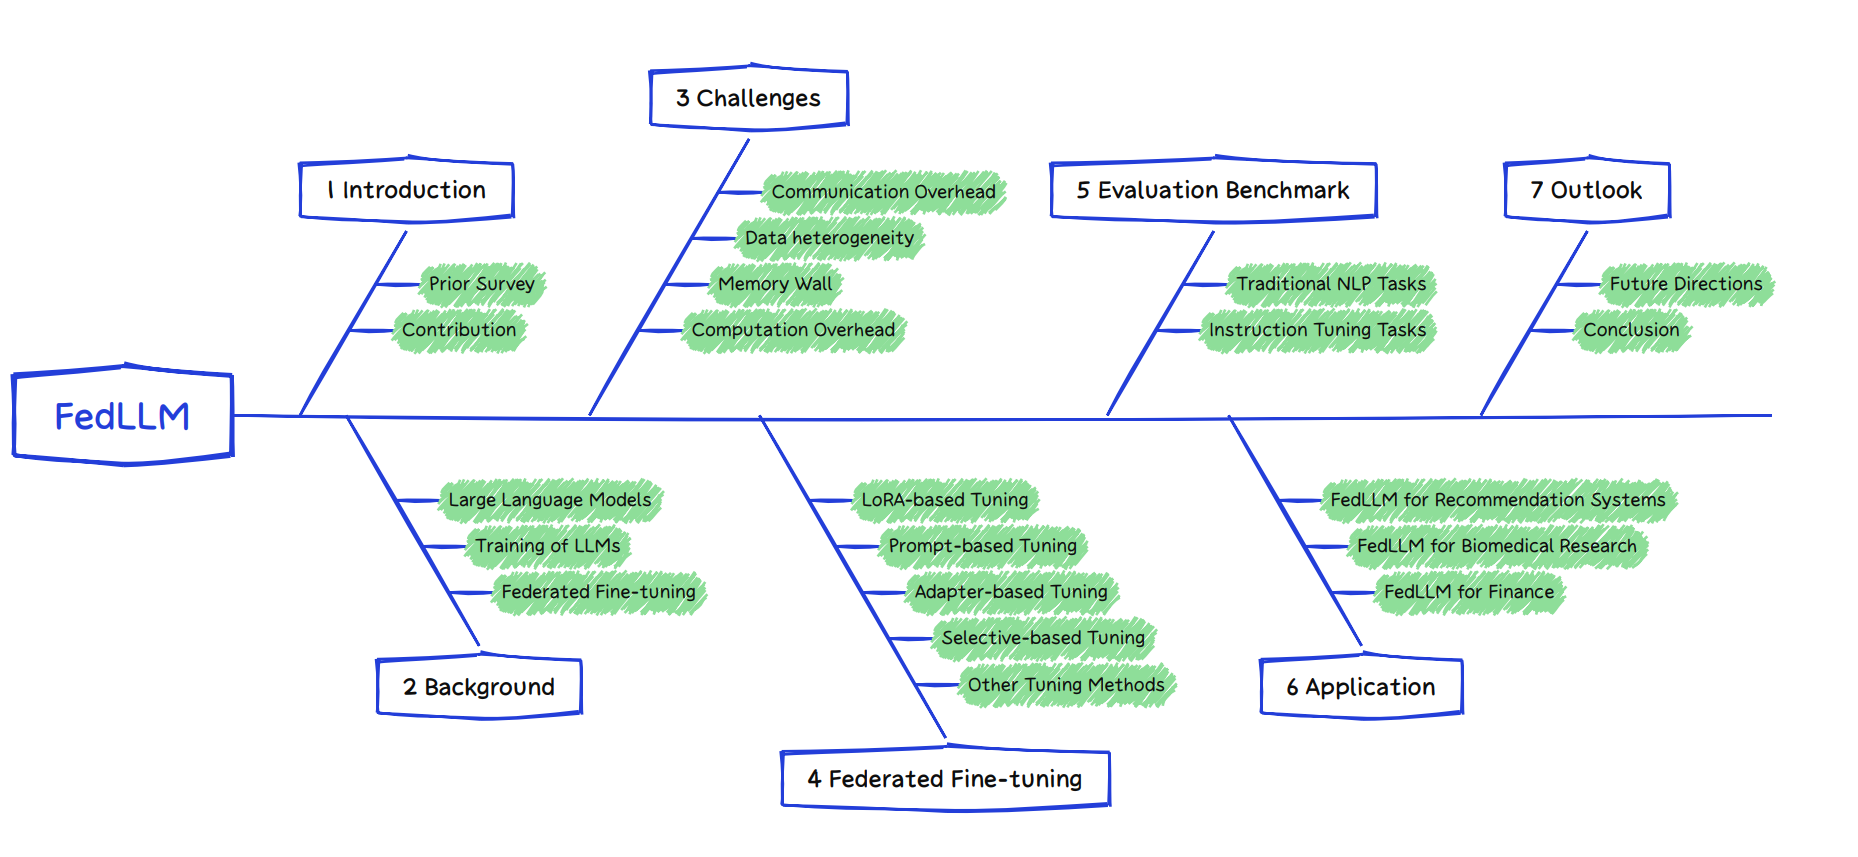 FedLLM
1 Introduction
Prior Survey
Contribution
2 Background
Large Language Models
Training of LLMs
Federated Fine-tuning
3 Challenges
Communication Overhead
Data heterogeneity
Memory Wall
Computation Overhead
4 Federated Fine-tuning
LoRA-based Tuning
Prompt-based Tuning
Adapter-based Tuning
Selective-based Tuning
Other Tuning Methods
5 Evaluation Benchmark
Traditional NLP Tasks
Instruction Tuning Tasks
6 Application
FedLLM for Recommendation Systems
FedLLM for Biomedical Research
FedLLM for Finance
7 Outlook
Future Directions
Conclusion